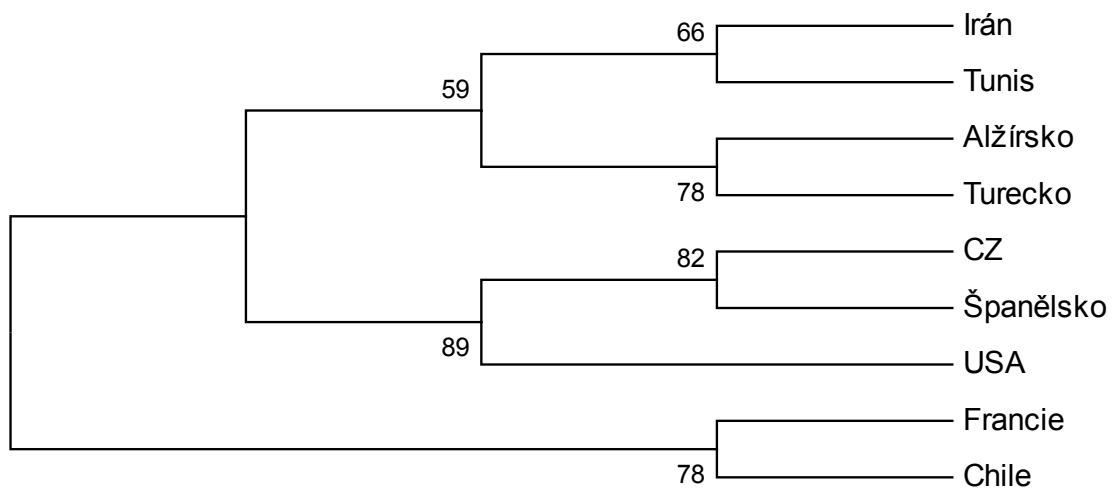 66
Irán
Tunis
59
Alžírsko
78
Turecko
82
CZ
Španělsko
89
USA
Francie
78
Chile